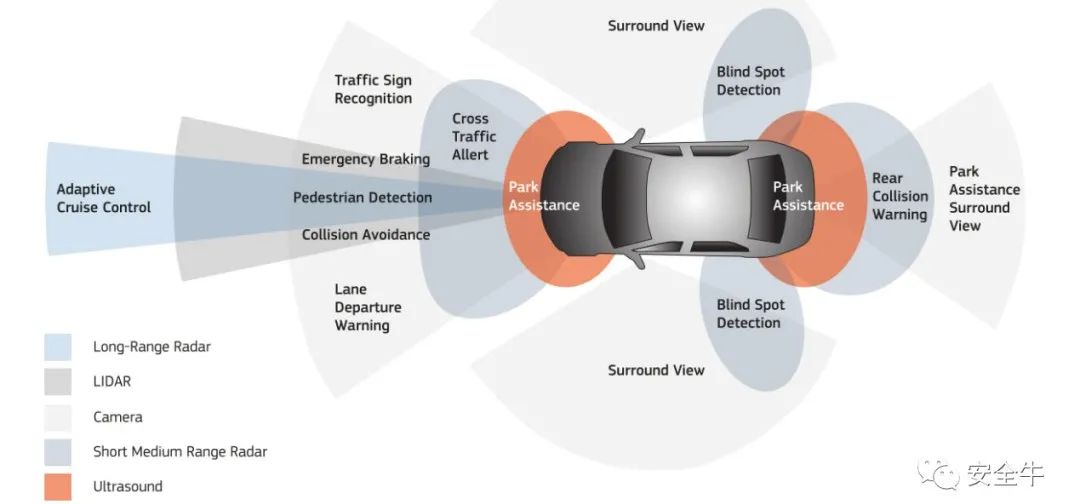 Surround View
Blind Spot
Detection
Traffic Sign
Recognition
Cross
Traffic
Allert
Emergency Braking
Adaptive
Cruise Control
Pedestrian Detection
Park
Assistance
Park
Assistance
Rear
Collision
Warning
Park
Assistance
Surround
View
Collision Avoidance
Lane
Departure
Warning
Blind Spot
Detection
Surround View
Long-Range Radar
LIDAR
Camera
Short Medium Range Radar
Ultrasound
安全牛